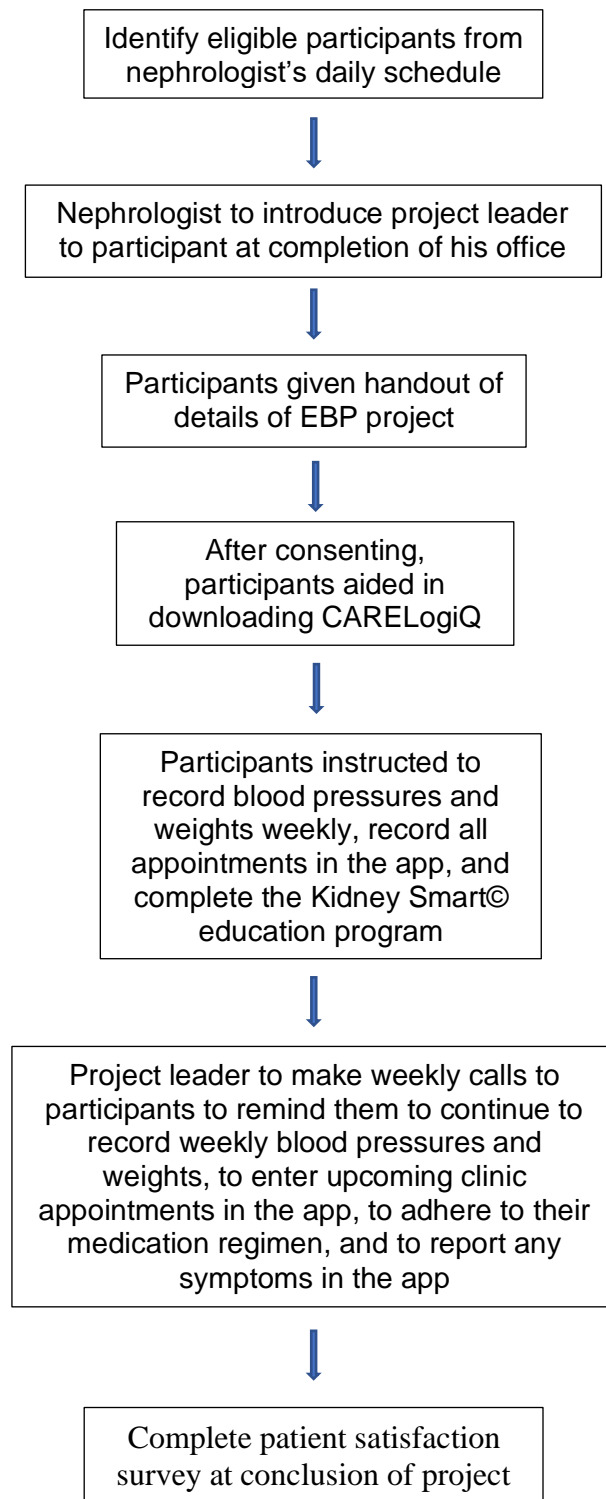 Identify eligible participants from
nephrologist's daily schedule
Nephrologist to introduce project leader
to participant at completion of his office
Participants given handout of
details of EBP project
After consenting,
participants aided in
downloading CARELogiQ
Participants instructed to
record blood pressures and
weights weekly, record all
appointments in the app, and
complete the Kidney Smart©
education program
Project leader to make weekly calls to
participants to remind them to continue to
record weekly blood pressures and
weights, to enter upcoming clinic
appointments in the app, to adhere to their
medication regimen, and to report any
symptoms in the app
Complete patient satisfaction
survey at conclusion of project